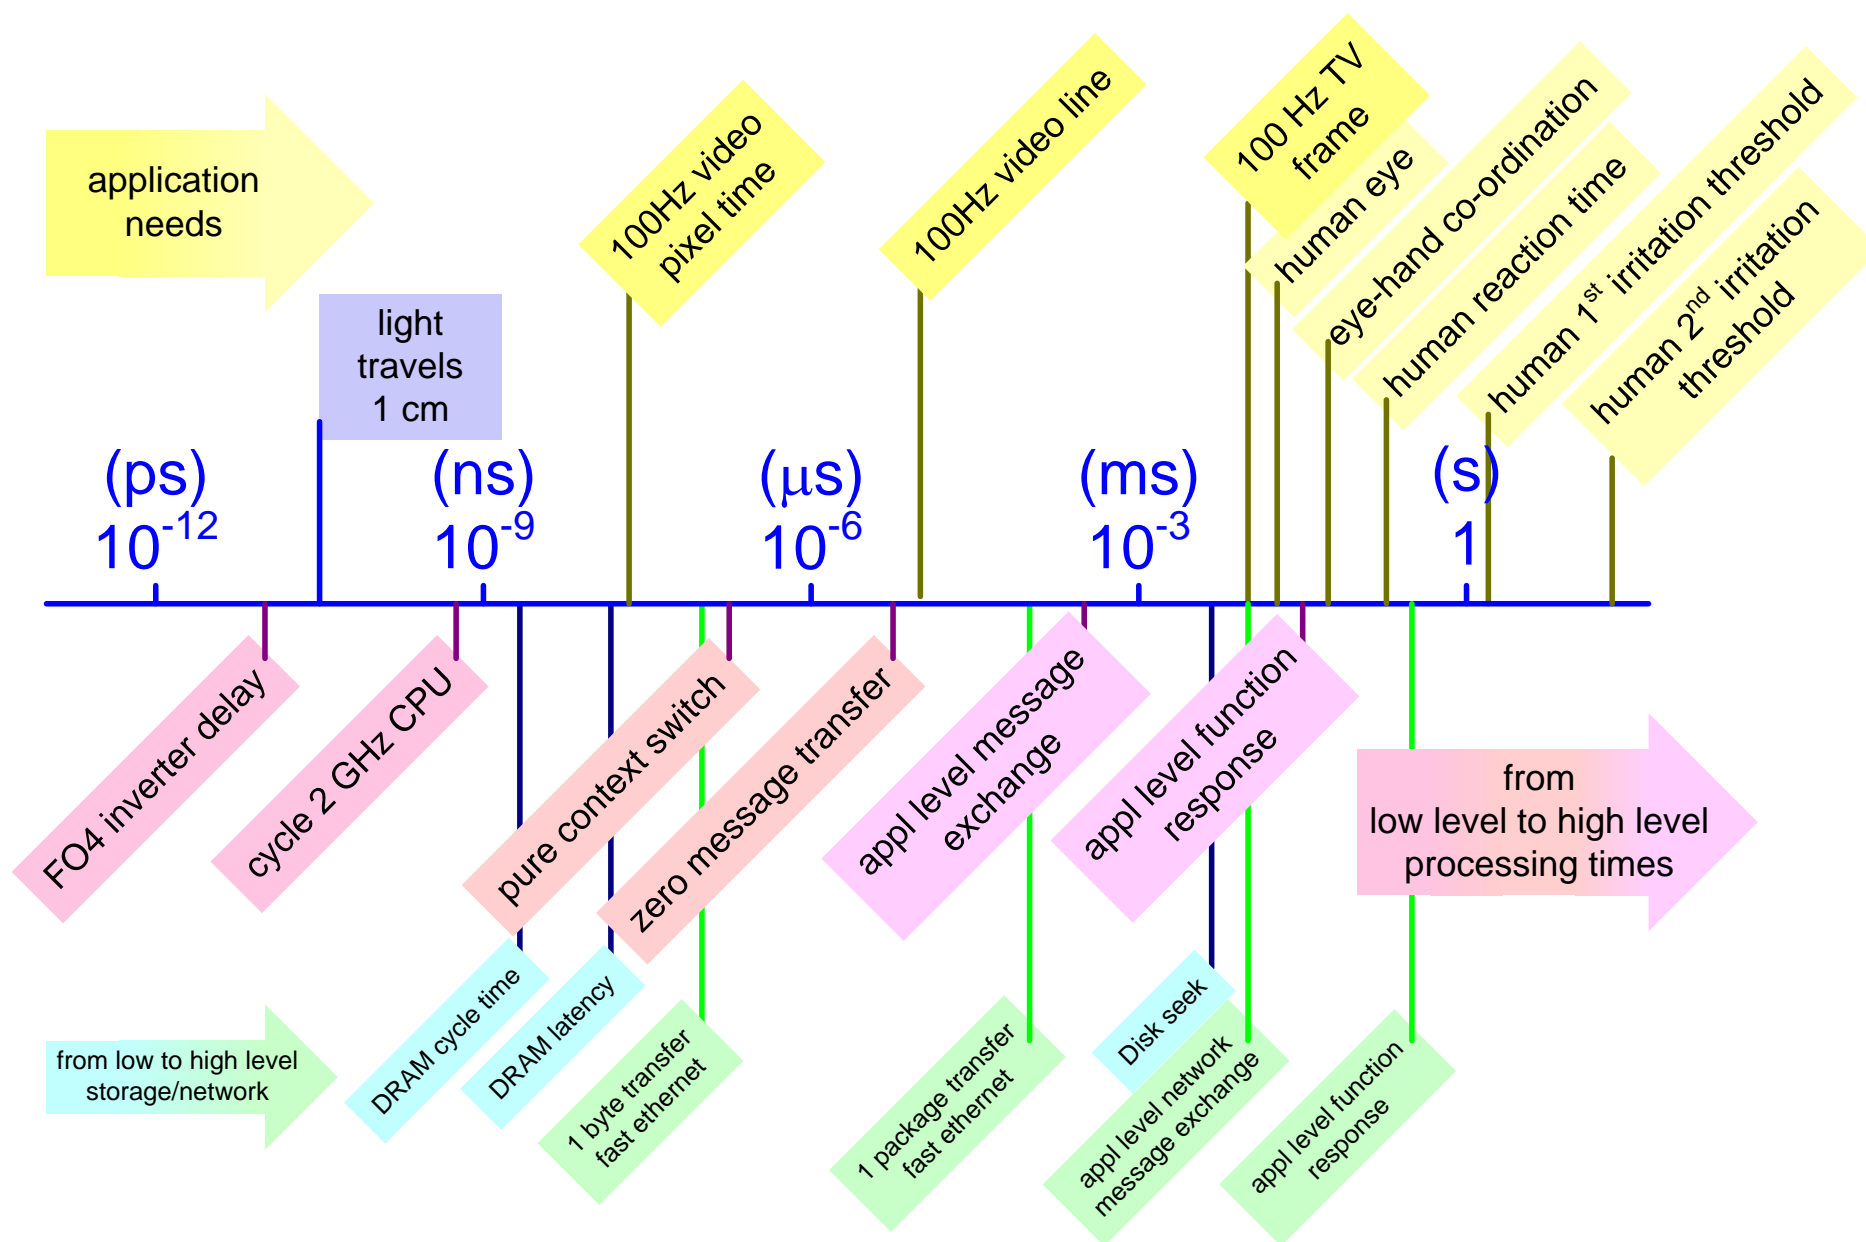 application
needs
light
travels
1 cm
100Hz video
pixel time
100Hz video line
100 Hz TV
frame
human eye
eye-hand co-ordination
human reaction time
human 1st irritation threshold
human 2nd irritation
threshold
(ps)
10-12
(ns)
10-9
(μs)
10-6
(ms)
10-3
(s)
1
FO4 inverter delay
cycle 2 GHz CPU
pure context switch
zero message transfer
appl level message
exchange
appl level function
response
from
low level to high level
processing times
from low to high level
storage/network
DRAM cycle time
DRAM latency
1 byte transfer
fast ethernet
1 package transfer
fast ethernet
Disk seek
appl level network
message exchange
appl level function
response